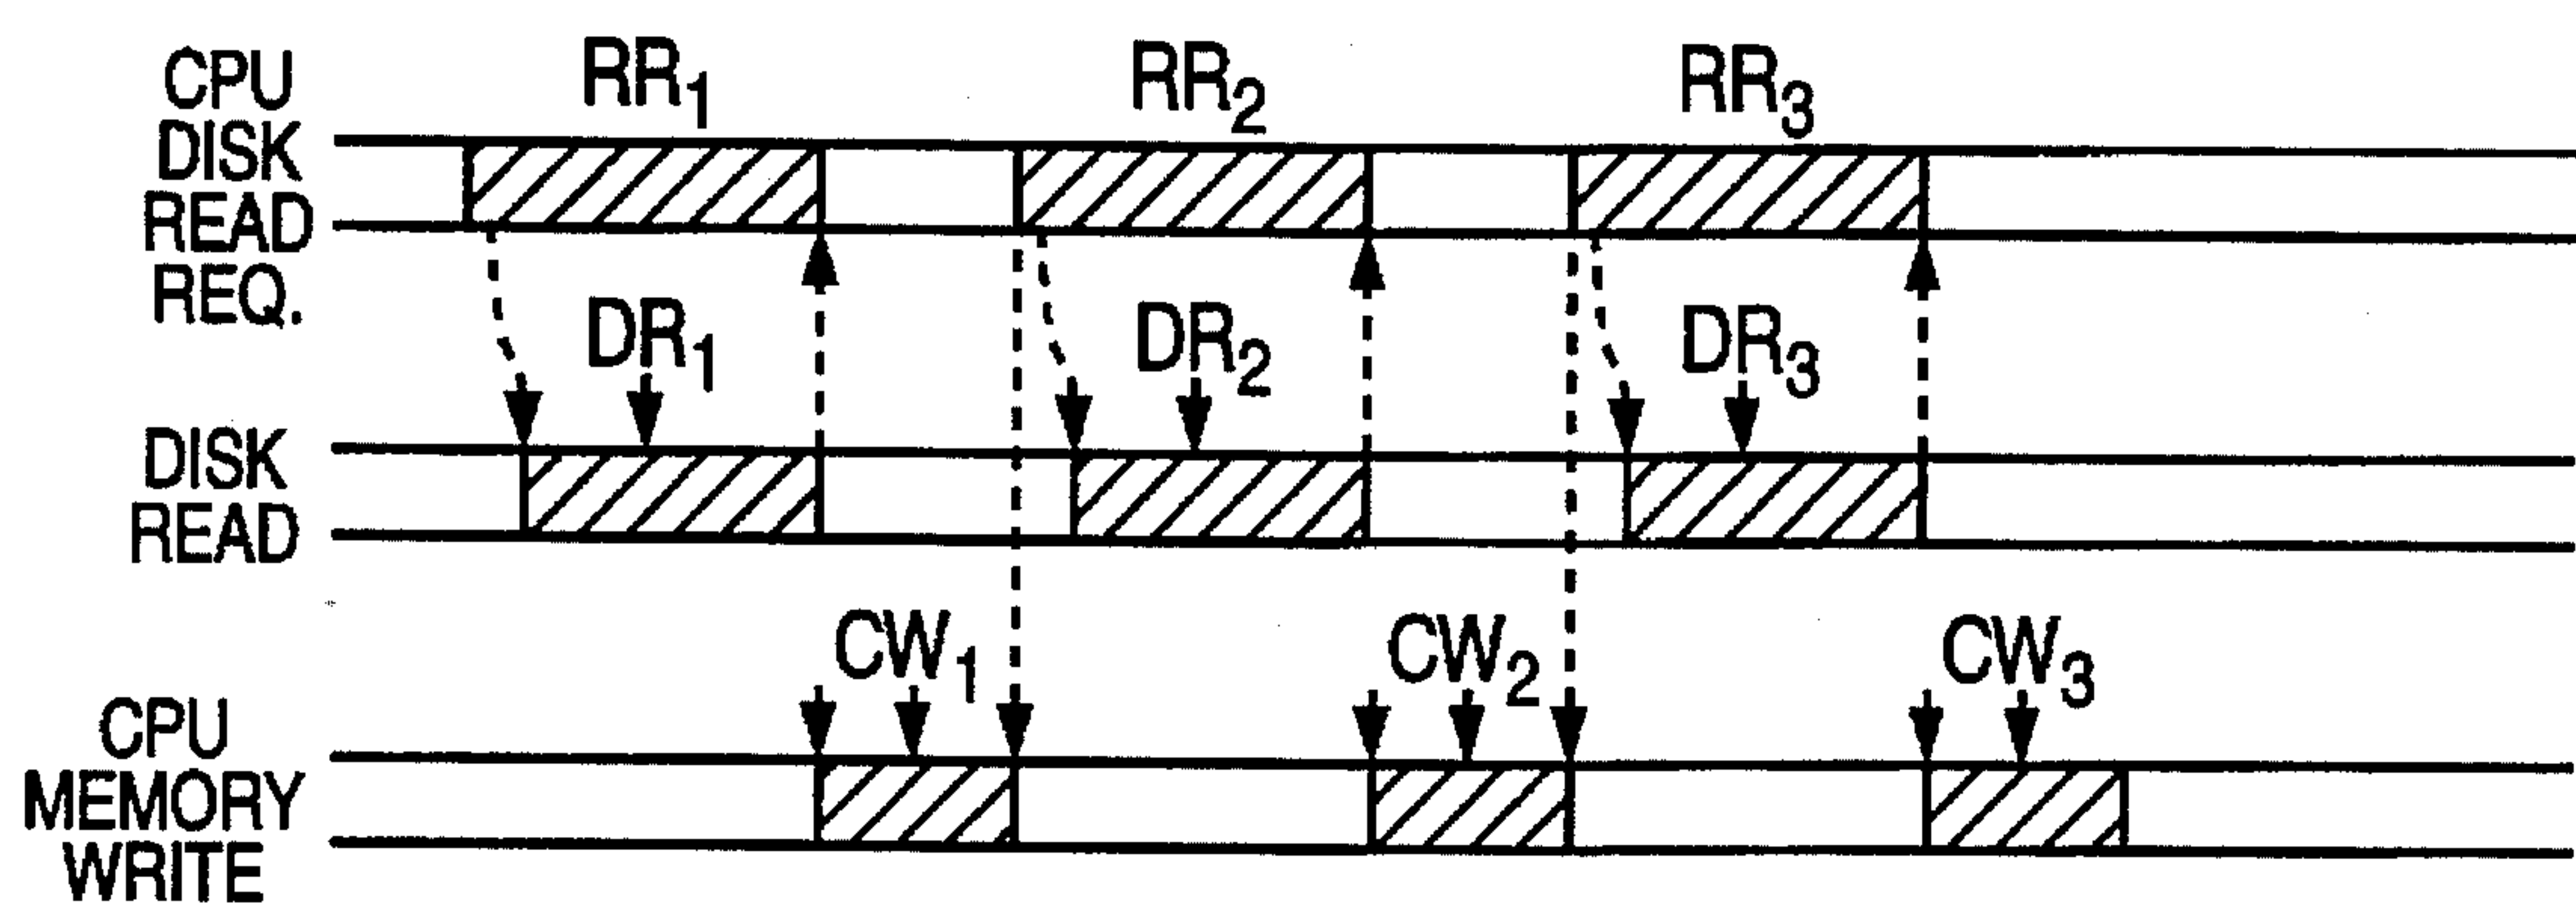 CPU
DISK
READ
REQ.
RR1
RR2
RR3
DR1
DR2
DR3
DISK
READ
CW1
CW2
CW3
CPU
MEMORY
WRITE